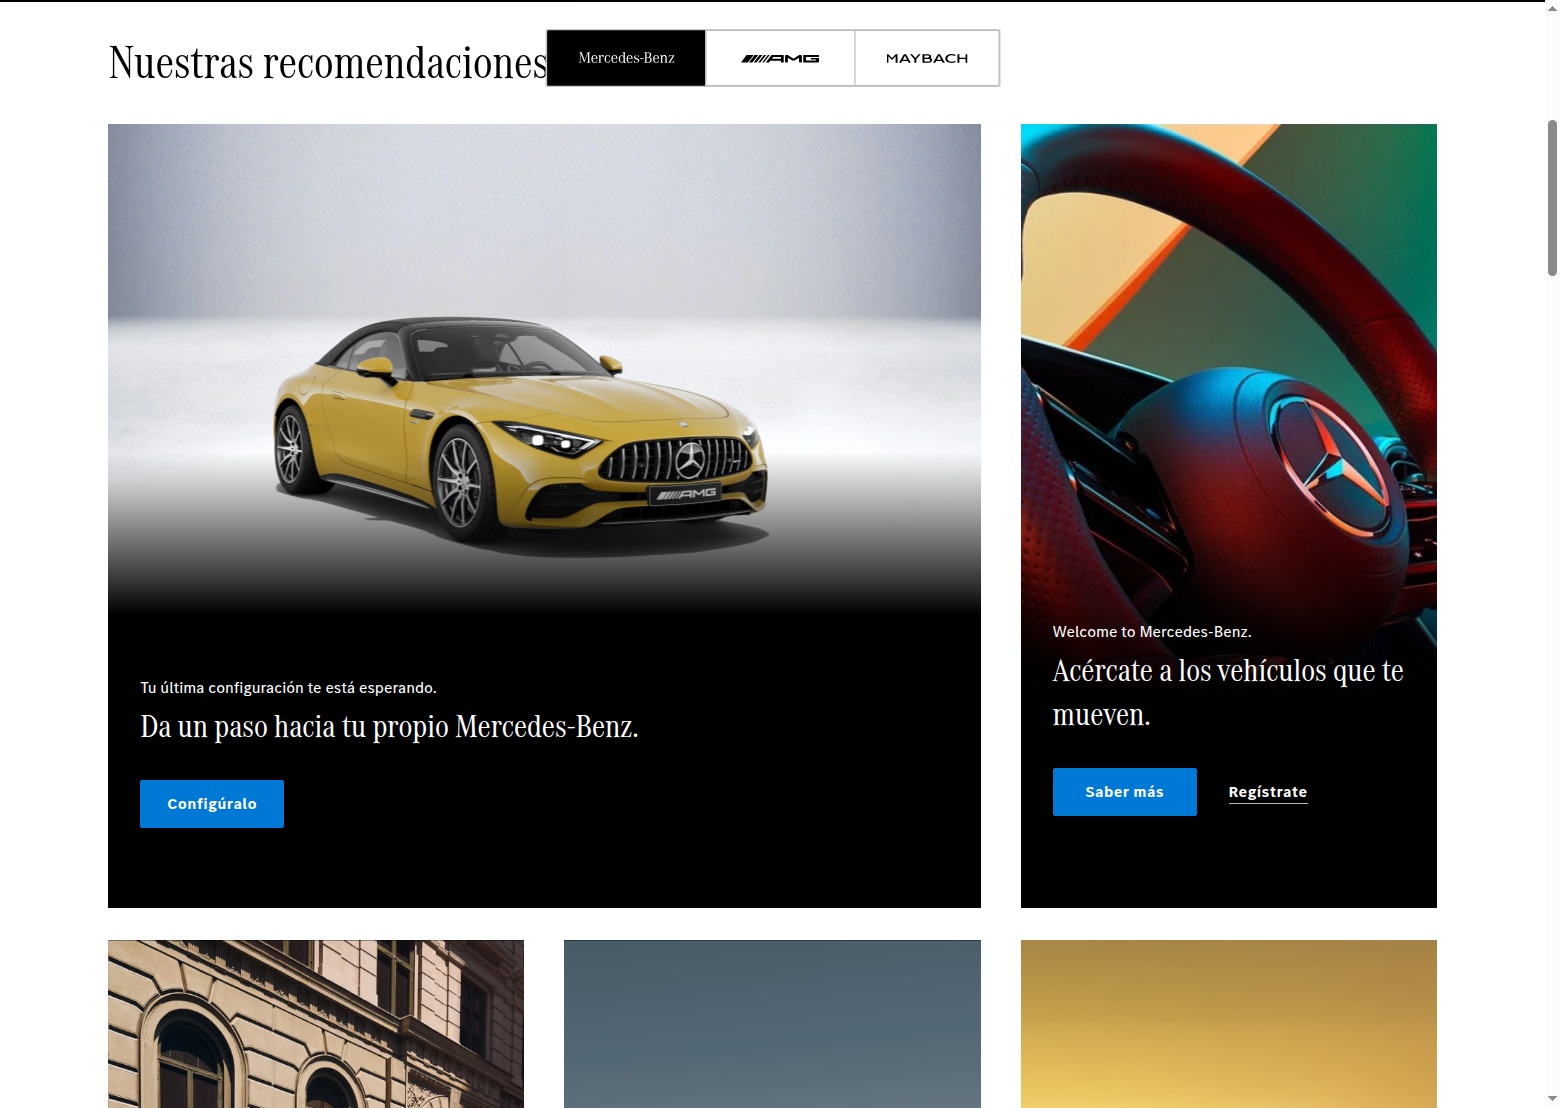 Nuestras recomendaciones
Mercedes-Benz
AMG
MAYBACH
AMG
Tu última configuración te está esperando.
Da un paso hacia tu propio Mercedes-Benz.
Configúralo
Welcome to Mercedes-Benz.
Acércate a los vehículos que te
mueven.
Saber más
Regístrate